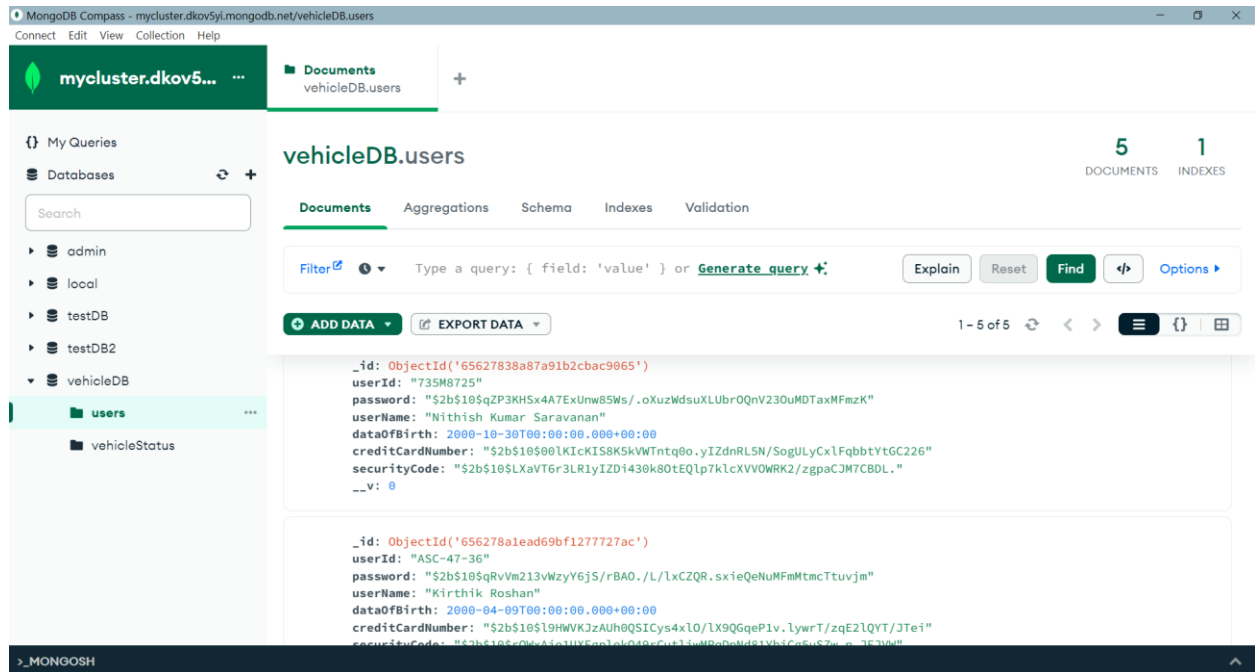 MongoDB Compass - mycluster.dkov5yi.mongodb.net/vehicleDB.users
Connect Edit View Collection Help
mycluster.dkov5... ...
Documents
vehicleDB.users
+
{} My Queries
Databases
Search
admin
local
testDB
testDB2
vehicleDB
users ...
vehicleStatus
vehicleDB.users
5
DOCUMENTS
1
INDEXES
Documents Aggregations Schema Indexes Validation
Filter Type a query: { field: 'value' } or Generate query Explain Reset Find </> Options
ADD DATA EXPORT DATA 1 – 5 of 5 {}
_id: ObjectId('65627838a87a91b2cbac9065')
userId: "735M8725"
password: "$2b$10$qZP3KHSx4A7ExUnw85Ws/.oXuzWdsuXLUbrOQnV23OuMDTaxMFmzK"
userName: "Nithish Kumar Saravanan"
dataOfBirth: 2000-10-30T00:00:00.000+00:00
creditCardNumber: "$2b$10$00lKIcKIS8K5kVWTntq0o.yIZdnRL5N/SogULyCxlFqbbtYtGC226"
securityCode: "$2b$10$LXaVT6r3LR1yIZDi430k8OtEQlp7klcXVVOWRK2/zgpaCJM7CBDL."
__v: 0
_id: ObjectId('656278a1ead69bf1277727ac')
userId: "ASC-47-36"
password: "$2b$10$qRvVm213vWzyY6jS/rBAO./L/lxCZQR.sxieQeNuMFmMtmcTtuvjm"
userName: "Kirthik Roshan"
dataOfBirth: 2000-04-09T00:00:00.000+00:00
creditCardNumber: "$2b$10$l9HWVKJzAUh0QSICys4xlO/lX9QGqeP1v.lywrT/zqE2lQYT/JTei"
securityCode:
>_MONGOSH